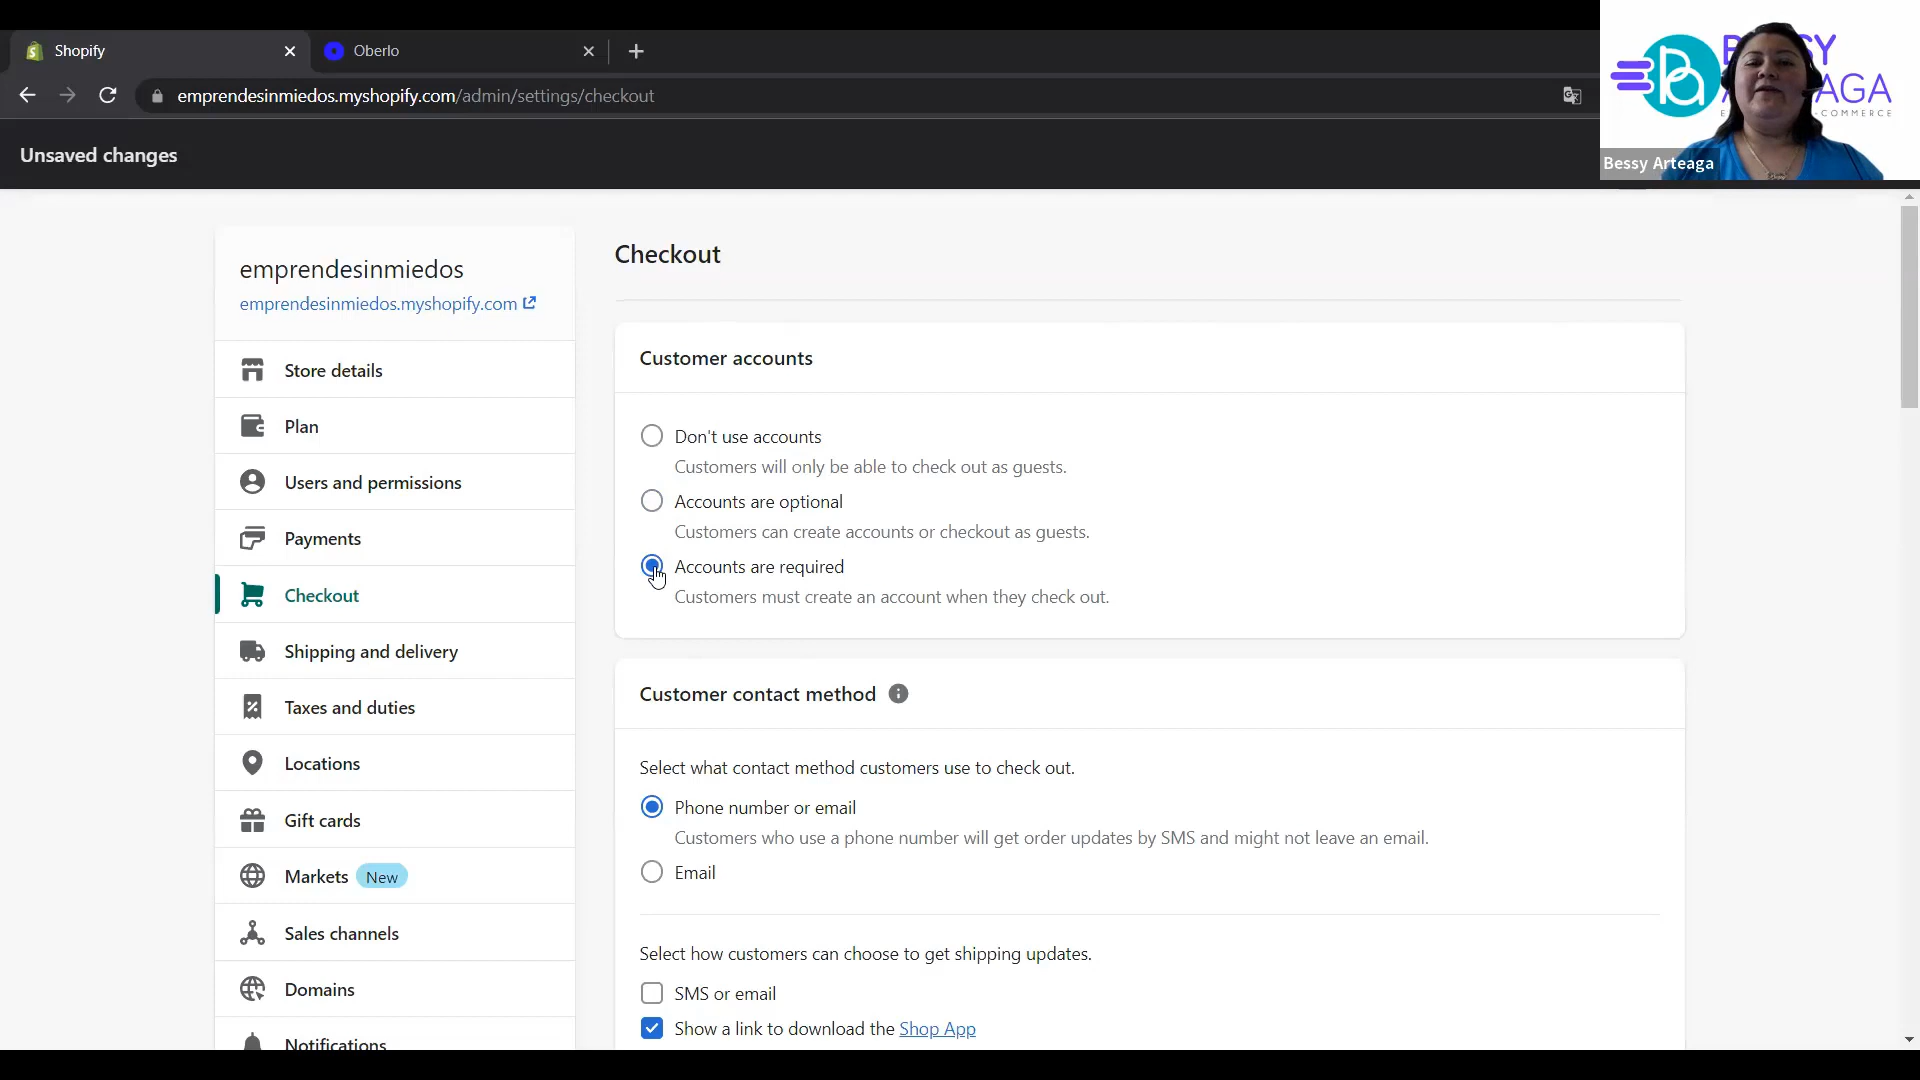 Shopify
Oberlo
emprendesinmiedos.myshopify.com/admin/settings/checkout
Unsaved changes
Bessy Arteaga
emprendesinmiedos
emprendesinmiedos.myshopify.com
Store details
Plan
Users and permissions
Payments
Checkout
Shipping and delivery
Taxes and duties
Locations
Gift cards
Markets New
Sales channels
Domains
Notifications
Checkout
Customer accounts
Don't use accounts
Customers will only be able to check out as guests.
Accounts are optional
Customers can create accounts or checkout as guests.
Accounts are required
Customers must create an account when they check out.
Customer contact method
Select what contact method customers use to check out.
Phone number or email
Customers who use a phone number will get order updates by SMS and might not leave an email.
Email
Select how customers can choose to get shipping updates.
SMS or email
Show a link to download the Shop App